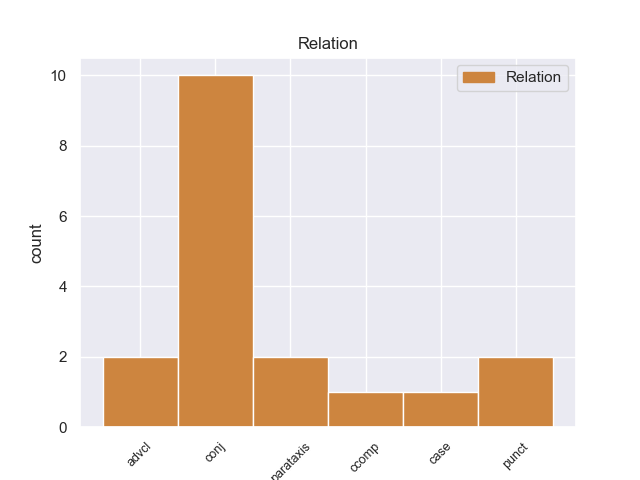 Relation
Relation
10
8
6
4
2
0
count
advcl
conj
parataxis
ccomp
case
punct